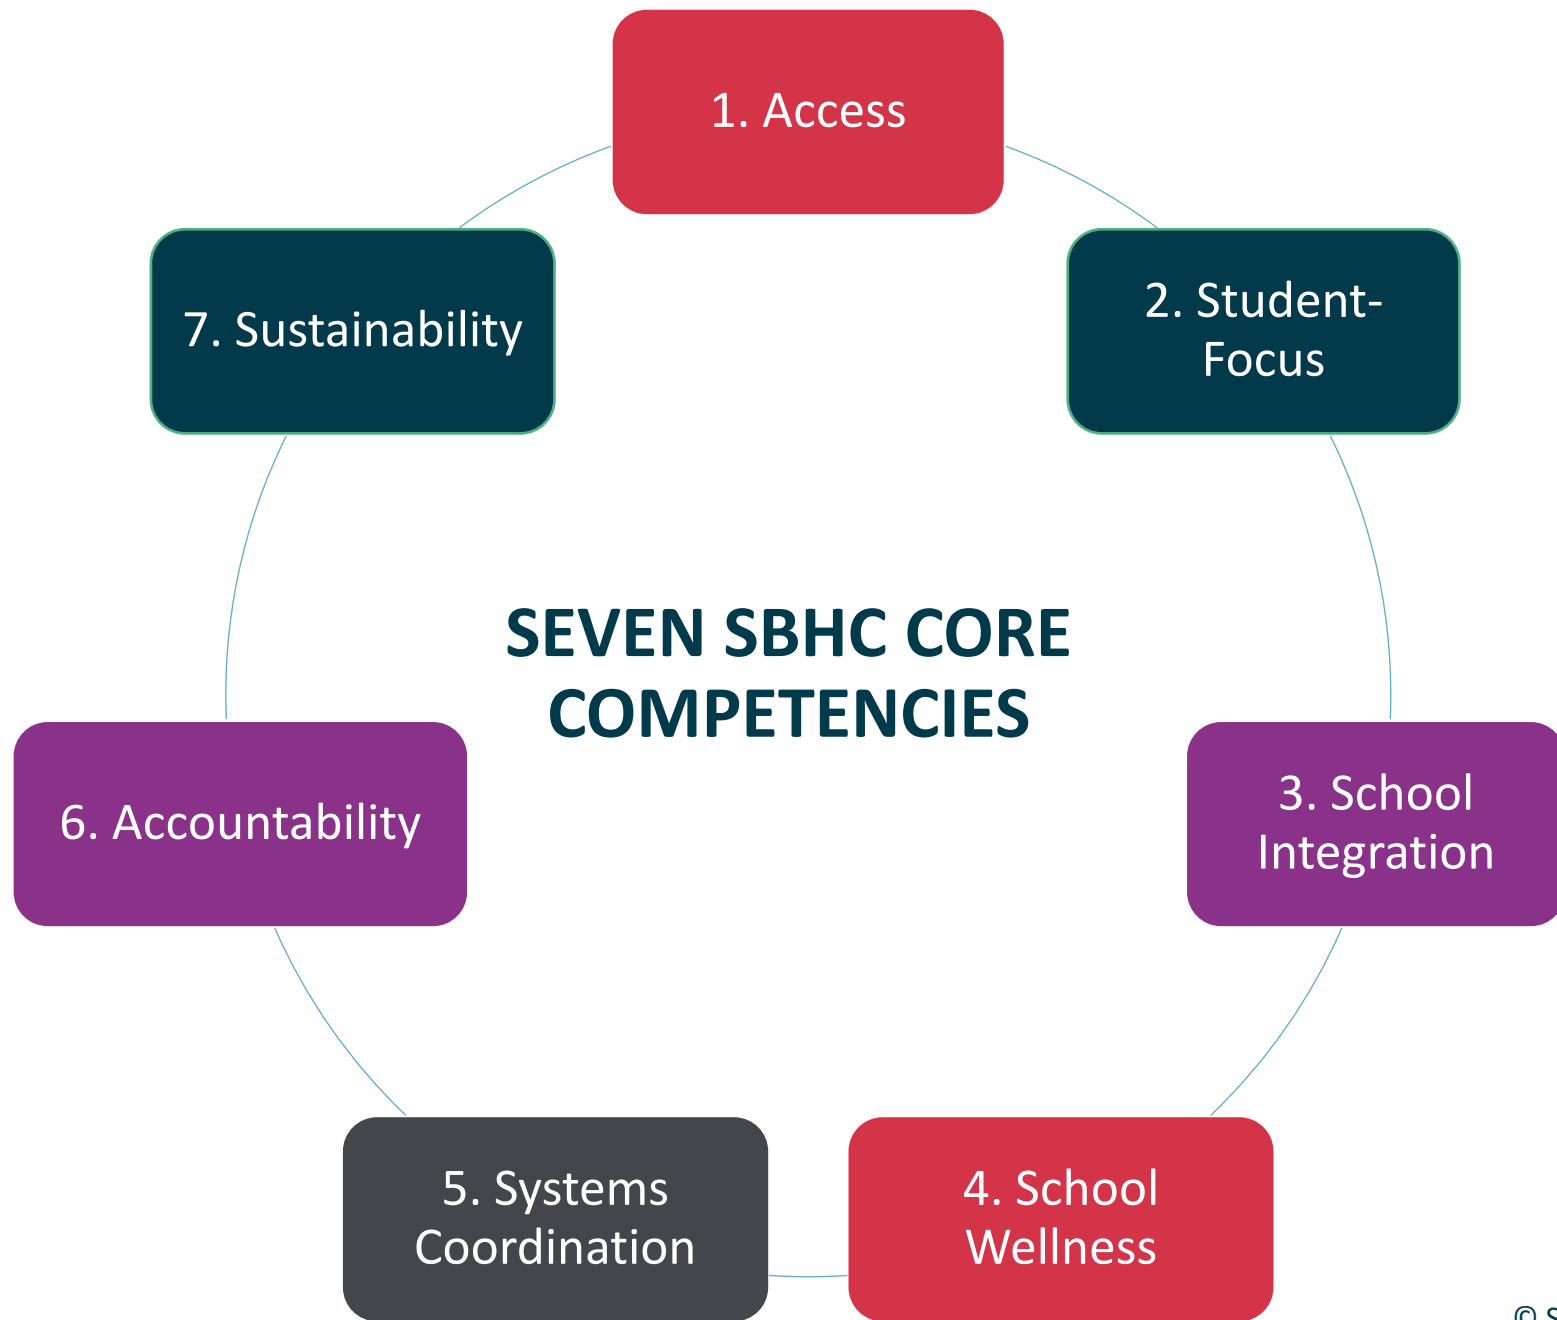 1. Access
2. Student-
Focus
3. School
Integration
4. School
Wellness
5. Systems
Coordination
6. Accountability
7. Sustainability
SEVEN SBHC CORE
COMPETENCIES
©